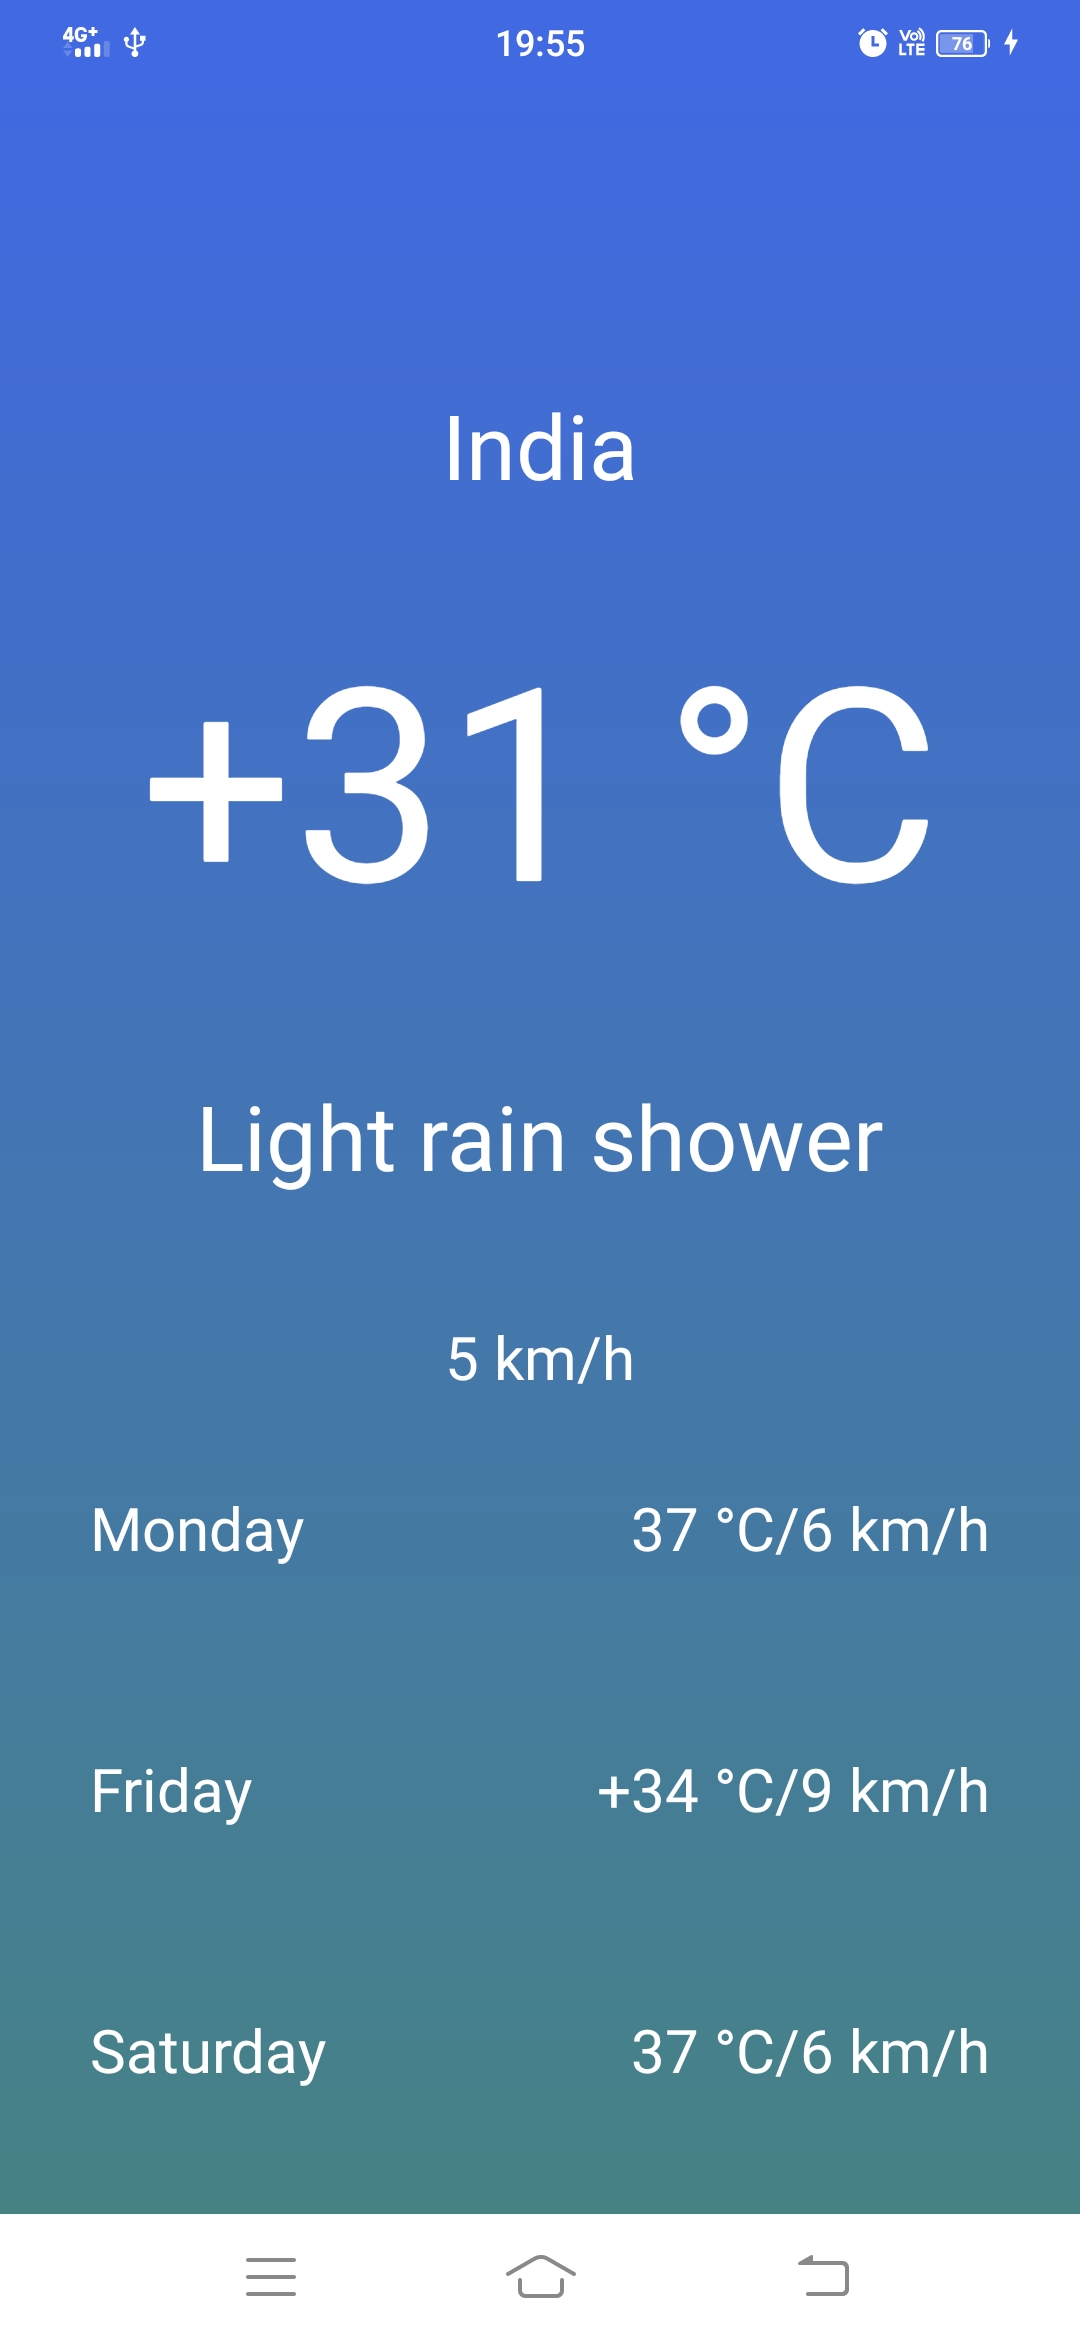 4G+
19:55
Vo) LTE
76
India
+31 °C
Light rain shower
5 km/h
Monday 37 °C/6 km/h
Friday +34 °C/9 km/h
Saturday 37 °C/6 km/h